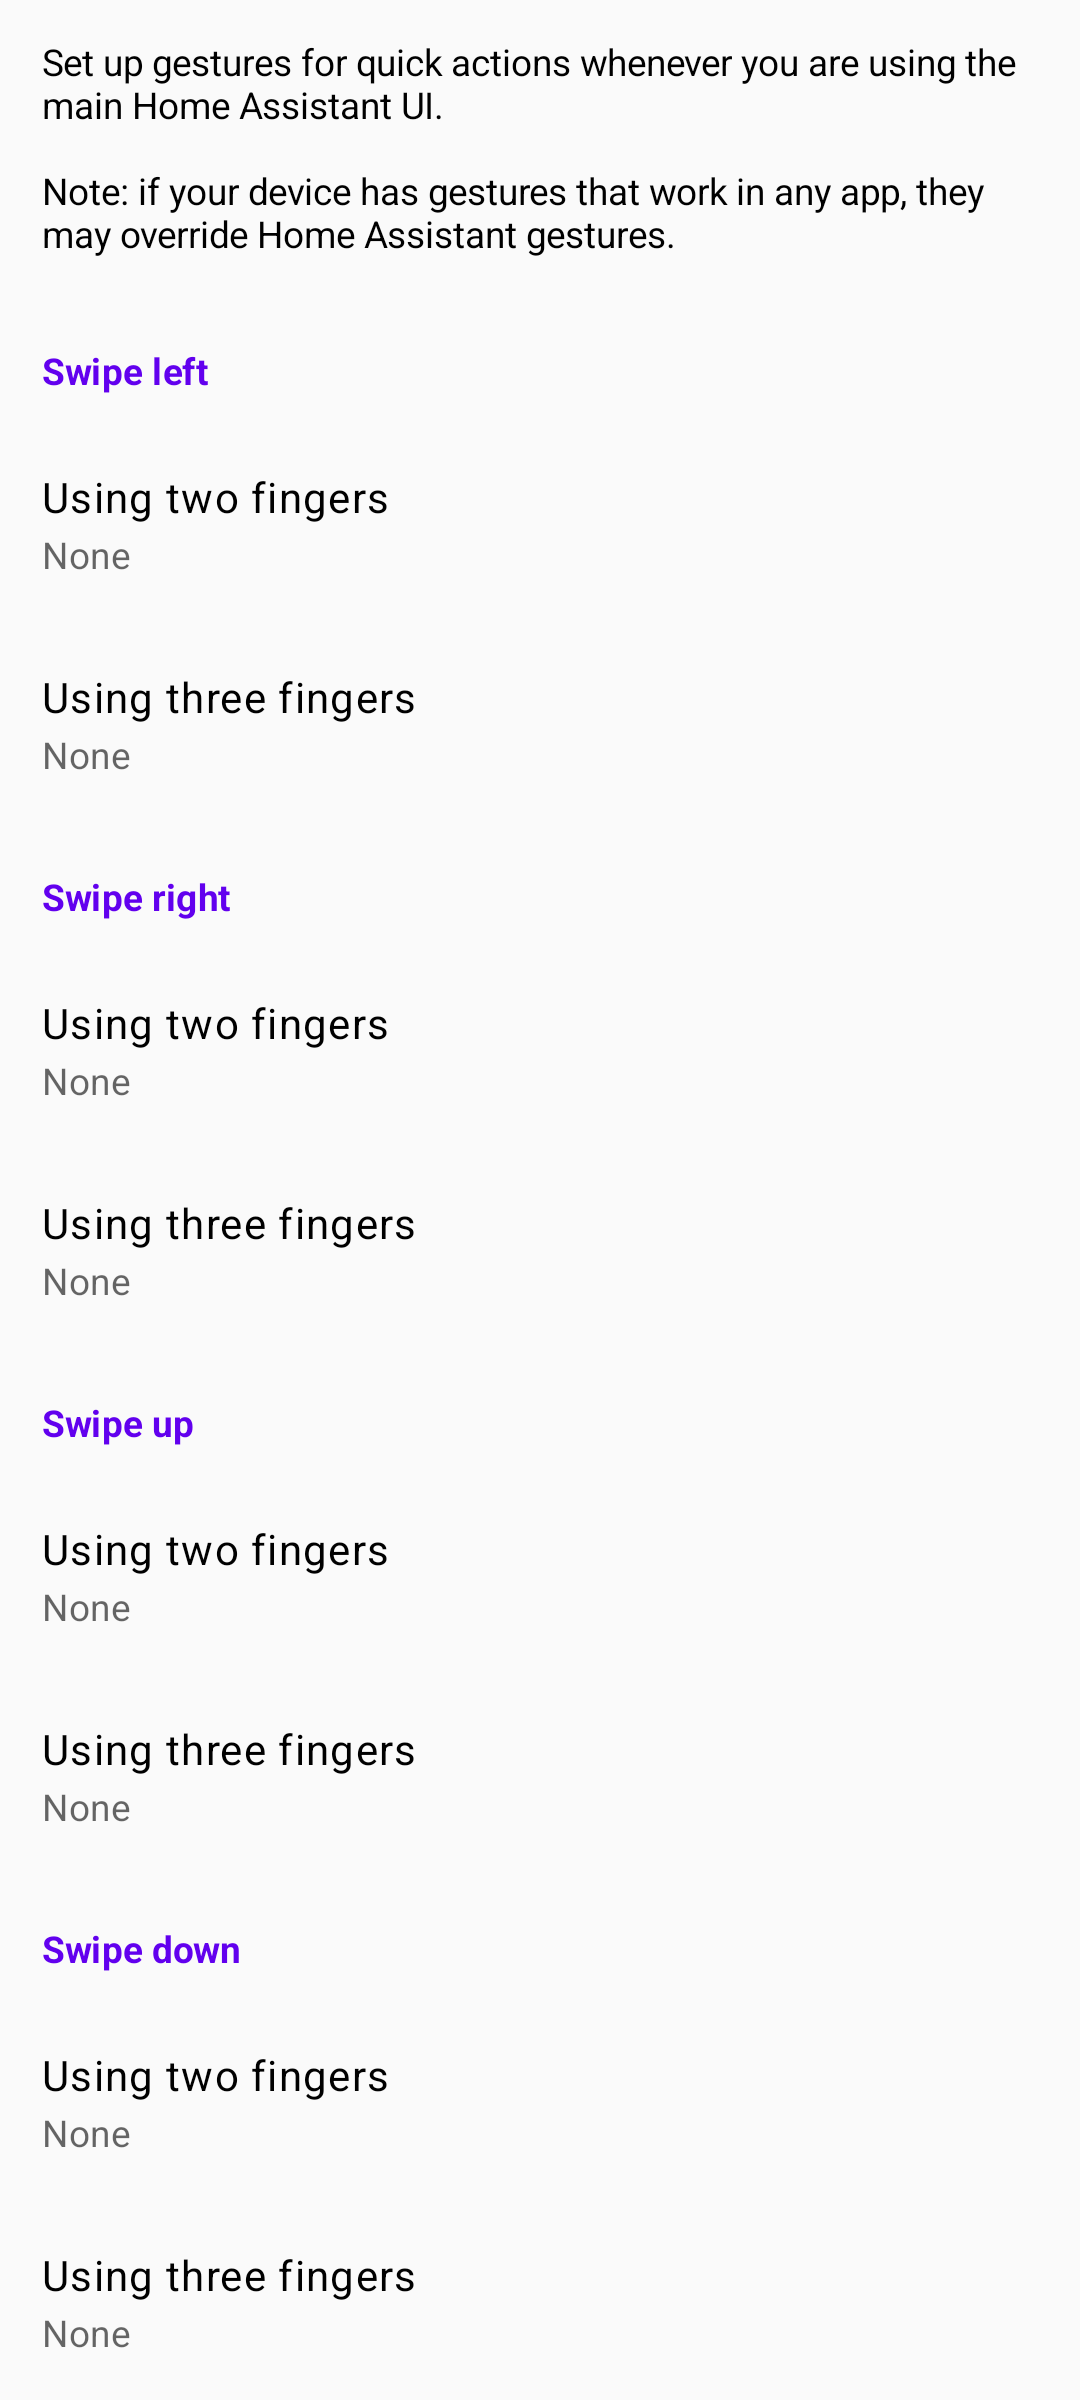 Set up gestures for quick actions whenever you are using the
main Home Assistant UI.
Note: if your device has gestures that work in any app, they
may override Home Assistant gestures.
Swipe left
Using two fingers
None
Using three fingers
None
Swipe right
Using two fingers
None
Using three fingers
None
Swipe up
Using two fingers
None
Using three fingers
None
Swipe down
Using two fingers
None
Using three fingers
None